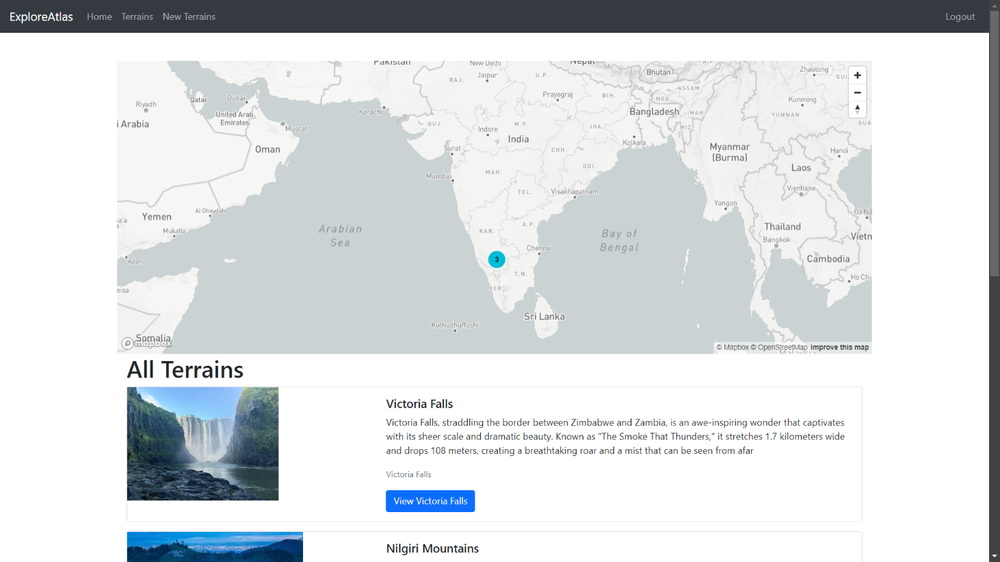 ExploreAtlas Home Terrains New Terrains Logout
Pakistan
New Delhi
Nepal
Jaipur
RAJ.
U.P.
Bhutan
Zhaotong
ASSAM
Qatar
Dubai
Riyadh
Prayagraj
BIH.
MEG.
Kunming
Karachi
Bangladesh
MAN
YUNNAN
United Arab
Emirates
i Arabia
Muscat
GUJ.
Indore
M.P.
JHA.
MIZ.
GUA
India
Oman
Surat
CHH.
Kolkata
Myanmar
(Burma)
Hanoi
Laos
Mumbai
MAH.
ODI.
Vientiane
TEL.
Visakhapatnam
Yangon
Al Ghaydah
Yemen
Mukalla
Arabian
Sea
KAR.
A.P.
Bay of
Bengal
Thailand
Bangkok
Vietn
Chennai
Aden
3
Cambodia
T.N.
KER.
Ho Chi
Sri Lanka
Kulhudhuffushi
Somalia
mapbox
© Mapbox © OpenStreetMap Improve this map
Malaysia
All Terrains
Victoria Falls
Victoria Falls, straddling the border between Zimbabwe and Zambia, is an awe-inspiring wonder that captivates
with its sheer scale and dramatic beauty. Known as "The Smoke That Thunders," it stretches 1.7 kilometers wide
and drops 108 meters, creating a breathtaking roar and a mist that can be seen from afar
Victoria Falls
View Victoria Falls
Nilgiri Mountains